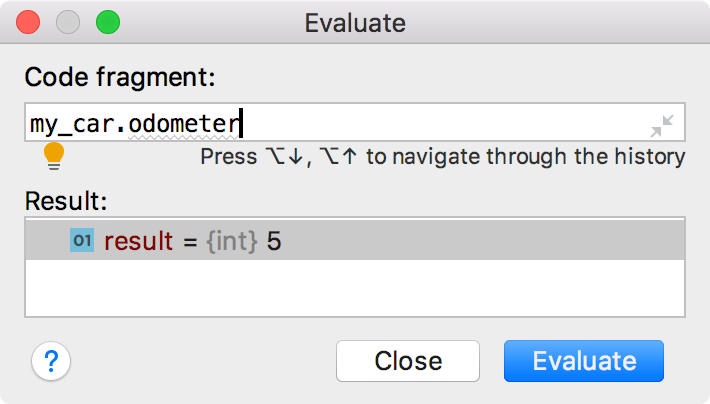 Evaluate
Code fragment:
my_car.odometer
Press ⌥↓, ⌥↑ to navigate through the history
Result:
01 result = {int} 5
? Close Evaluate